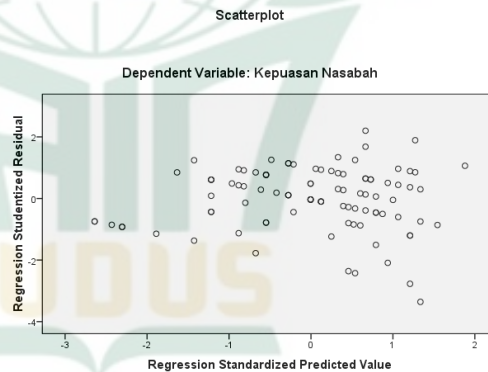 Scatterplot
Dependent Variable: Kepuasan Nasabah
Regression Studentized Residual
2
0
-2
-4
-3
-2
-1
0
1
2
Regression Standardized Predicted Value
UDUS